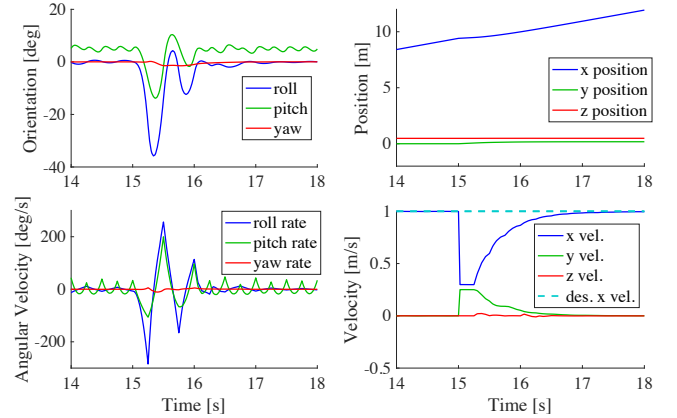 Orientation [deg]
20
0
-20
-40
14 15 16 17 18
roll
pitch
yaw
Position [m]
10
5
0
14 15 16 17 18
x position
y position
z position
Angular Velocity [deg/s]
200
0
-200
14 15 16 17 18
Time [s]
roll rate
pitch rate
yaw rate
Velocity [m/s]
1
0.5
0
-0.5
14 15 16 17 18
Time [s]
x vel.
y vel.
z vel.
des. x vel.